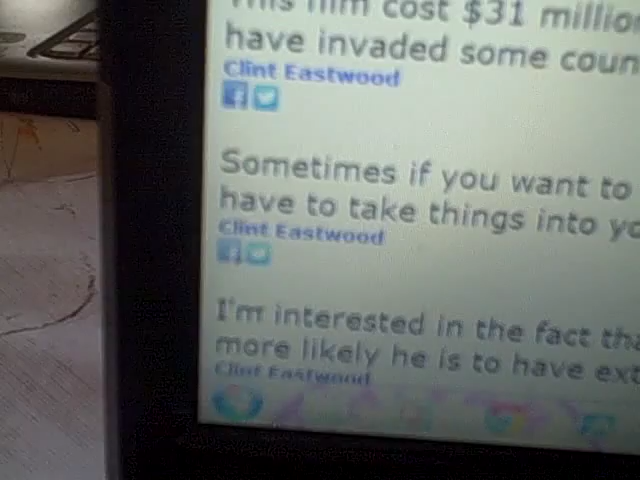 This film cost $31 million
have invaded some coun
Clint Eastwood
Sometimes if you want to
have to take things into yo
Clint Eastwood
I'm interested in the fact tha
more likely he is to have ext
Clint Eastwood